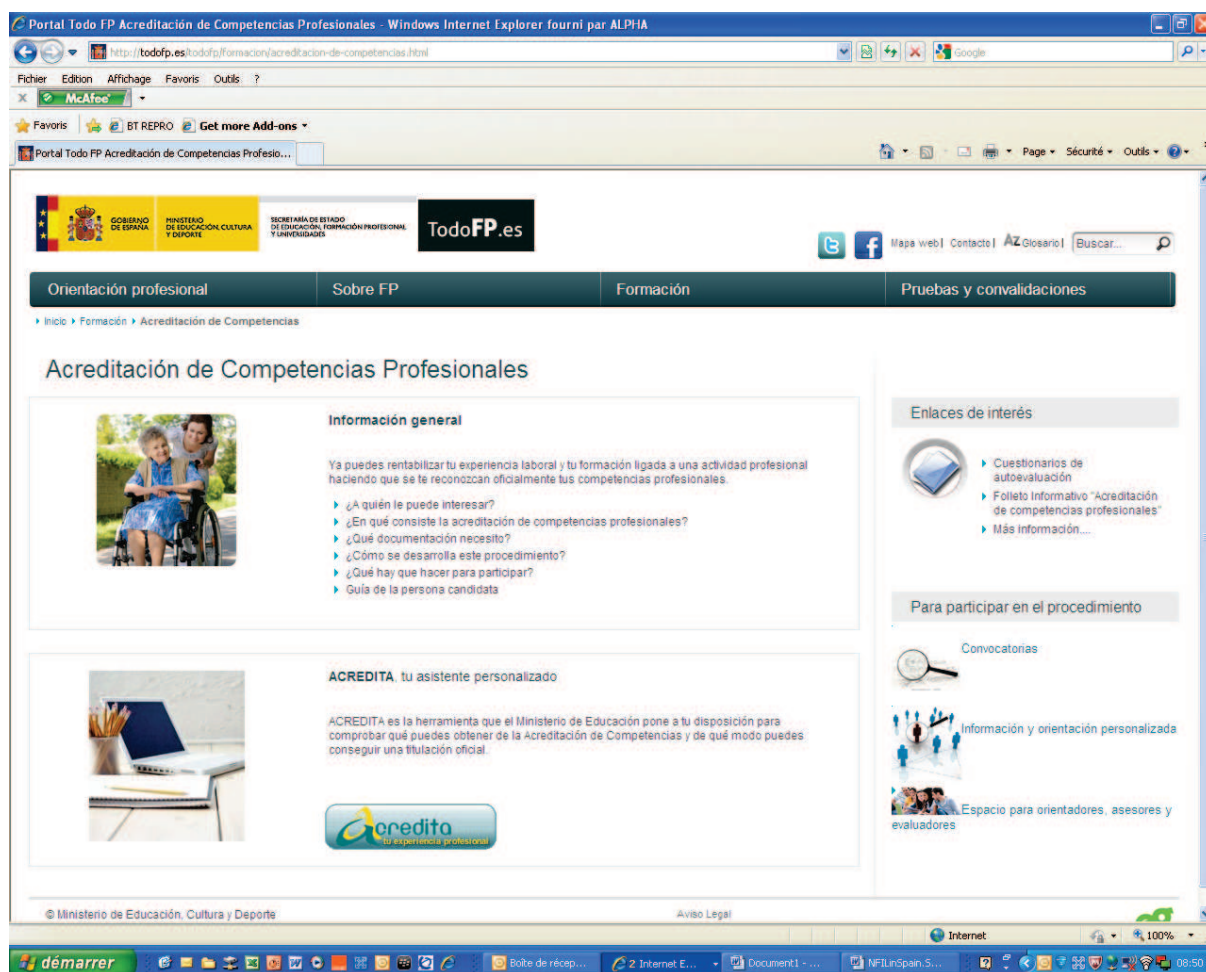 Portal Todo FP Acreditación de Competencias Profesionales - Windows Internet Explorer fourni par ALPHA
http://todofp.es/todofp/formacion/acreditacion-de-competencias.html
Google
Fichier Edition Affichage Favoris Outils ?
X McAfee
Favoris BT REPRO Get more Add-ons
Portal Todo FP Acreditación de Competencias Profesio...
Page Sécurité Outils
GOBIERNO DE ESPAÑA
MINISTERIO DE EDUCACIÓN, CULTURA Y DEPORTE
SECRETARÍA DE ESTADO DE EDUCACIÓN, FORMACIÓN PROFESIONAL Y UNIVERSIDADES
TodoFP.es
Mapa web| Contacto| AZ Glosario| Buscar...
Orientación profesional Sobre FP Formación Pruebas y convalidaciones
Inicio Formación Acreditación de Competencias
Acreditación de Competencias Profesionales
Información general
Ya puedes rentabilizar tu experiencia laboral y tu formación ligada a una actividad profesional
haciendo que se te reconozcan oficialmente tus competencias profesionales.
¿A quién le puede interesar?
¿En qué consiste la acreditación de competencias profesionales?
¿Qué documentación necesito?
¿Cómo se desarrolla este procedimiento?
¿Qué hay que hacer para participar?
Guía de la persona candidata
ACREDITA, tu asistente personalizado
ACREDITA es la herramienta que el Ministerio de Educación pone a tu disposición para
comprobar qué puedes obtener de la Acreditación de Competencias y de qué modo puedes
conseguir una titulación oficial.
Acredita
tu experiencia profesional
Enlaces de interés
Cuestionarios de
autoevaluación
Folleto Informativo "Acreditación
de competencias profesionales"
Más información....
Para participar en el procedimiento
Convocatorias
Información y orientación personalizada
Espacio para orientadores, asesores y
evaluadores
© Ministerio de Educación, Cultura y Deporte
Aviso Legal
Internet 100%
démarrer Boîte de récep... 2 Internet E... Document1 - ... NFILinSpain.S... 08:50